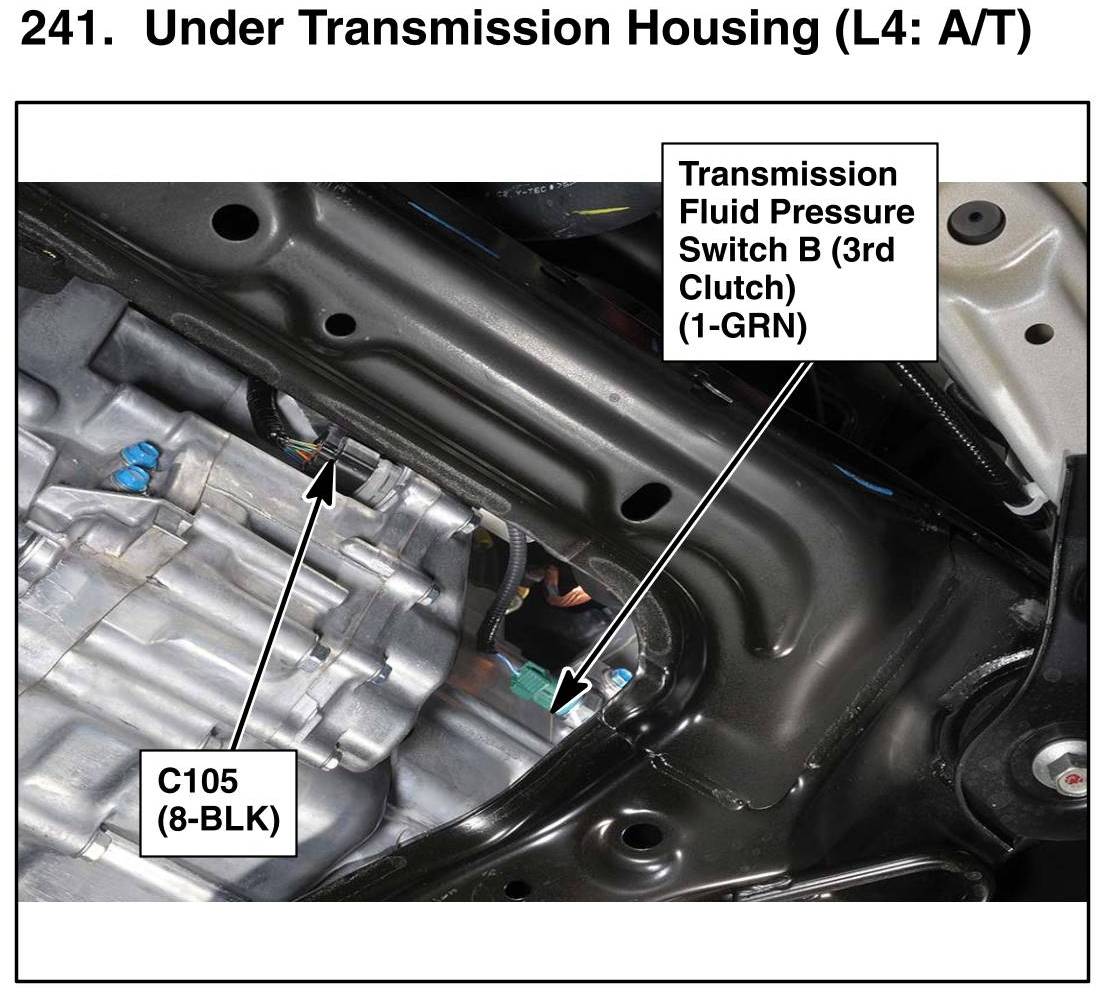 241. Under Transmission Housing (L4: A/T)
Transmission
Fluid Pressure
Switch B (3rd
Clutch)
(1-GRN)
C105
(8-BLK)